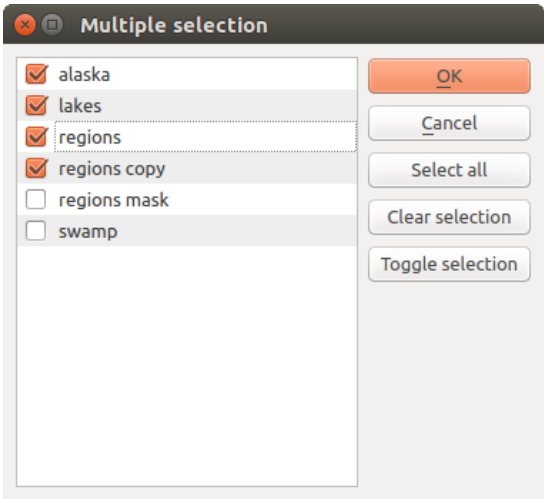 Multiple selection
alaska
lakes
regions
regions copy
regions mask
swamp
OK
Cancel
Select all
Clear selection
Toggle selection